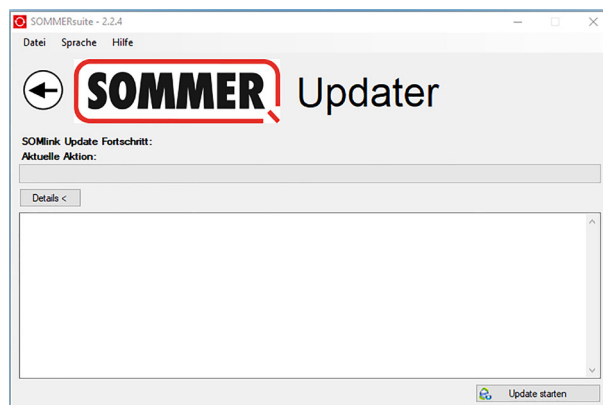 SOMMERsuite - 2.2.4
Datei Sprache Hilfe
SOMMER Updater
SOMlink Update Fortschritt:
Aktuelle Aktion:
Details <
Update starten